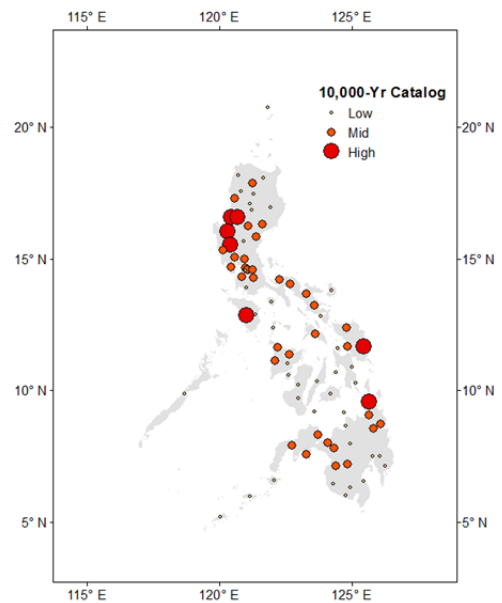 115° E 120° E 125° E
10,000-Yr Catalog
Low
Mid
High
20° N 20° N
15° N 15° N
10° N 10° N
5° N 5° N
115° E 120° E 125° E